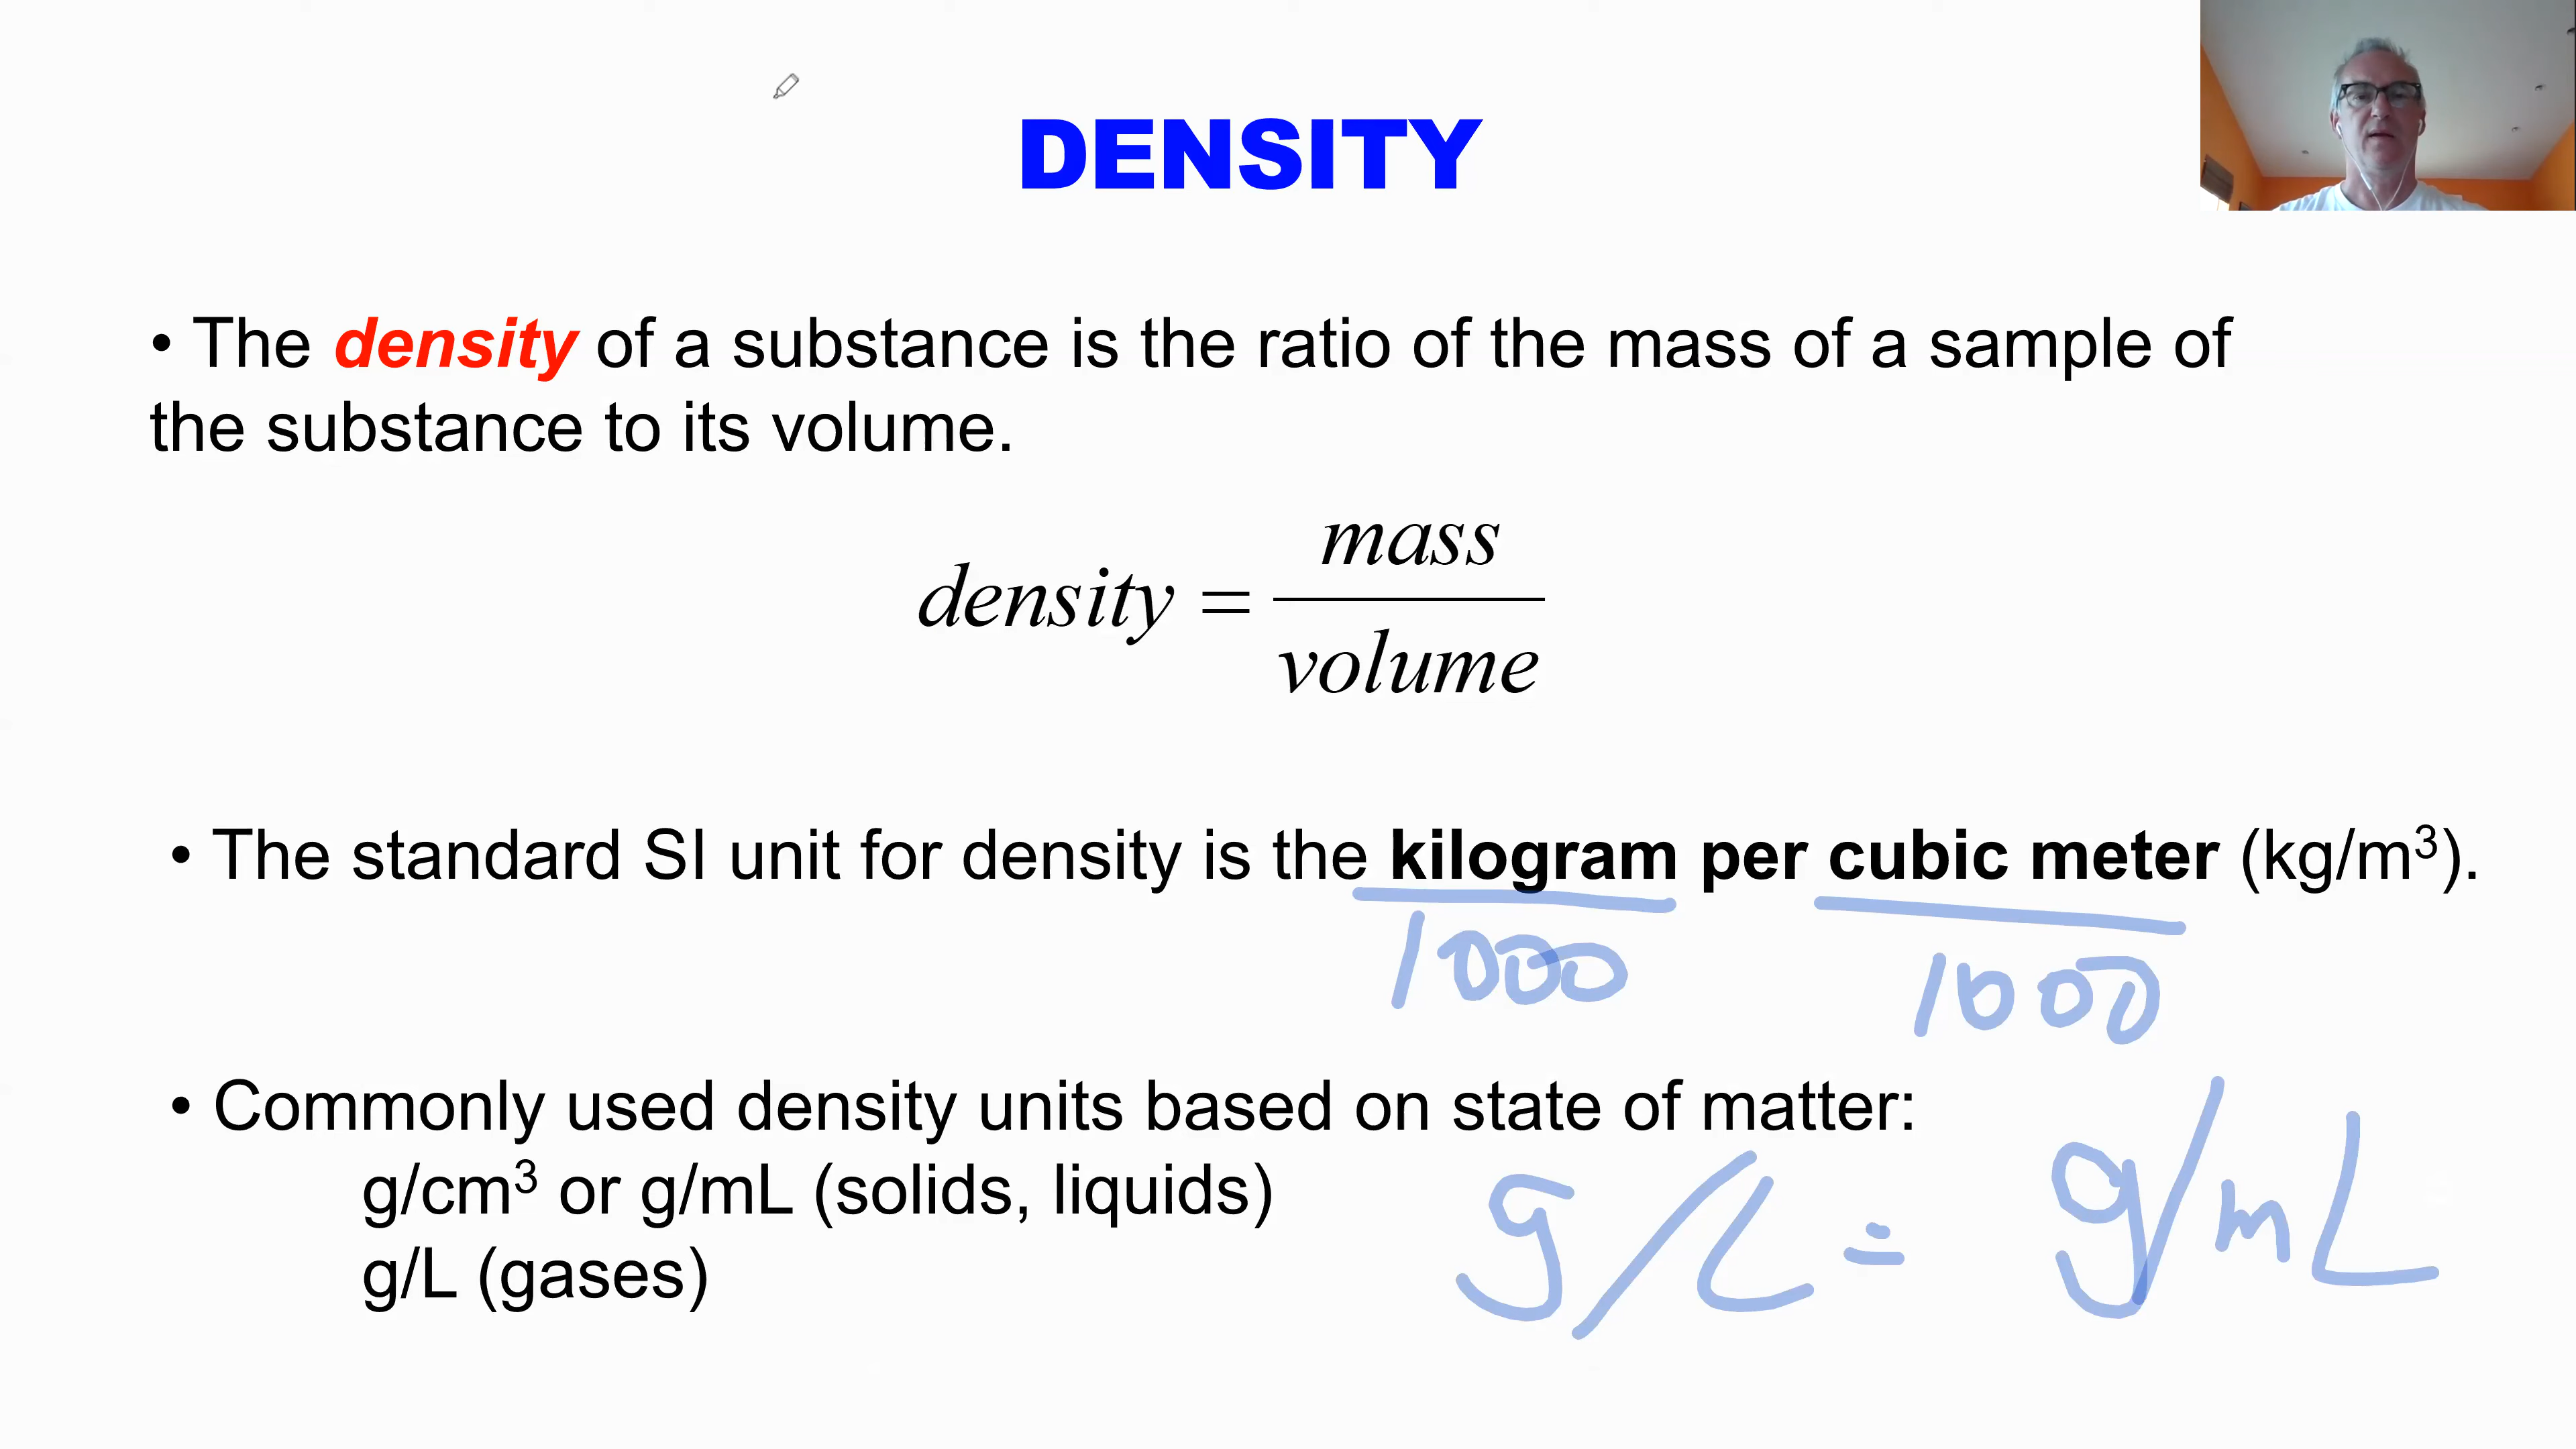 DENSITY
• The density of a substance is the ratio of the mass of a sample of
the substance to its volume.
density = mass / volume
• The standard SI unit for density is the kilogram per cubic meter (kg/m³).
1000 1000
• Commonly used density units based on state of matter:
g/cm³ or g/mL (solids, liquids)
g/L (gases)
g/L = g/mL